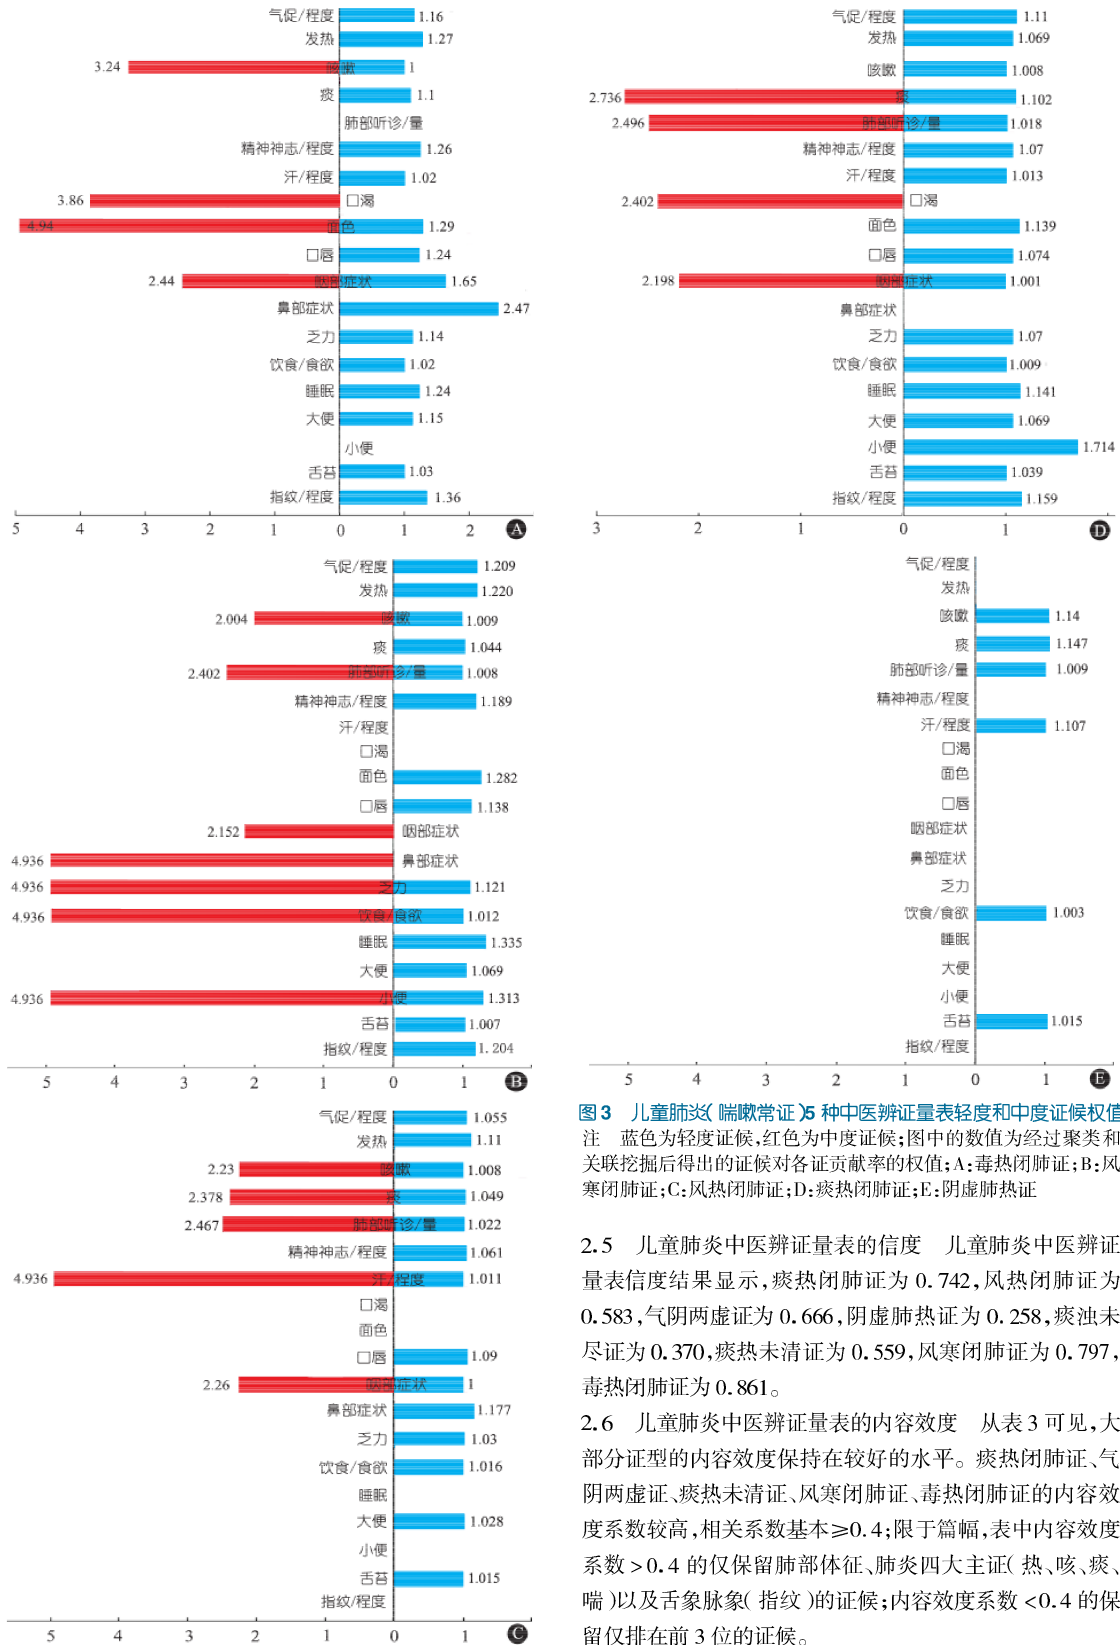 气促/程度 1.16
发热 1.27
3.24 咳嗽 1
痰 1.1
肺部听诊/量
精神神志/程度 1.26
汗/程度 1.02
3.86 口渴
4.94 面色 1.29
口唇 1.24
2.44 咽部症状 1.65
鼻部症状 2.47
乏力 1.14
饮食/食欲 1.02
睡眠 1.24
大便 1.15
小便
舌苔 1.03
指纹/程度 1.36
5 4 3 2 1 0 1 2 A
气促/程度 1.209
发热 1.220
2.004 咳嗽 1.009
痰 1.044
2.402 肺部听诊/量 1.008
精神神志/程度 1.189
汗/程度
口渴
面色 1.282
口唇 1.138
2.152 咽部症状
4.936 鼻部症状
4.936 乏力 1.121
4.936 饮食/食欲 1.012
睡眠 1.335
大便 1.069
4.936 小便 1.313
舌苔 1.007
指纹/程度 1.204
5 4 3 2 1 0 1 B
气促/程度 1.055
发热 1.11
2.23 咳嗽 1.008
2.378 痰 1.049
2.467 肺部听诊/量 1.022
精神神志/程度 1.061
4.936 汗/程度 1.011
口渴
面色
口唇 1.09
2.26 咽部症状 1
鼻部症状 1.177
乏力 1.03
饮食/食欲 1.016
睡眠
大便 1.028
小便
舌苔 1.015
指纹/程度
5 4 3 2 1 0 1 C
气促/程度 1.11
发热 1.069
咳嗽 1.008
2.736 痰 1.102
2.496 肺部听诊/量 1.018
精神神志/程度 1.07
汗/程度 1.013
2.402 口渴
面色 1.139
口唇 1.074
2.198 咽部症状 1.001
鼻部症状
乏力 1.07
饮食/食欲 1.009
睡眠 1.141
大便 1.069
小便 1.714
舌苔 1.039
指纹/程度 1.159
3 2 1 0 1 D
气促/程度
发热
咳嗽 1.14
痰 1.147
肺部听诊/量 1.009
精神神志/程度
汗/程度 1.107
口渴
面色
口唇
咽部症状
鼻部症状
乏力
饮食/食欲 1.003
睡眠
大便
小便
舌苔 1.015
指纹/程度
5 4 3 2 1 0 1 E
图 3 儿童肺炎(喘嗽常证)5 种中医辨证量表轻度和中度证候权值
注 蓝色为轻度证候,红色为中度证候;图中的数值为经过聚类和
关联挖掘后得出的证候对各证贡献率的权值;A:毒热闭肺证;B:风
寒闭肺证;C:风热闭肺证;D:痰热闭肺证;E:阴虚肺热证
2.5 儿童肺炎中医辨证量表的信度 儿童肺炎中医辨证
量表信度结果显示,痰热闭肺证为 0.742,风热闭肺证为
0.583,气阴两虚证为 0.666,阴虚肺热证为 0.258,痰浊未
尽证为 0.370,痰热未清证为 0.559,风寒闭肺证为 0.797,
毒热闭肺证为 0.861。
2.6 儿童肺炎中医辨证量表的内容效度 从表 3 可见,大
部分证型的内容效度保持在较好的水平。痰热闭肺证、气
阴两虚证、痰热未清证、风寒闭肺证、毒热闭肺证的内容效
度系数较高,相关系数基本≥0.4;限于篇幅,表中内容效度
系数 >0.4 的仅保留肺部体征、肺炎四大主证(热、咳、痰、
喘)以及舌象脉象(指纹)的证候;内容效度系数 <0.4 的保
留仅排在前 3 位的证候。